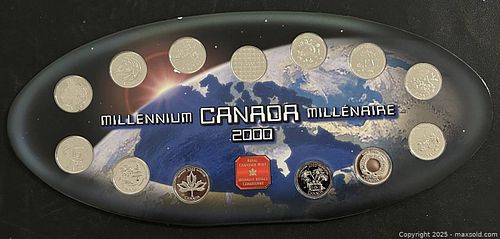 MILLENNIUM CANADA MILLÉNAIRE
2000
ROYAL
CANADIAN MINT
MONNAIE ROYALE
CANADIENNE
Copyright 2025 - maxsold.com